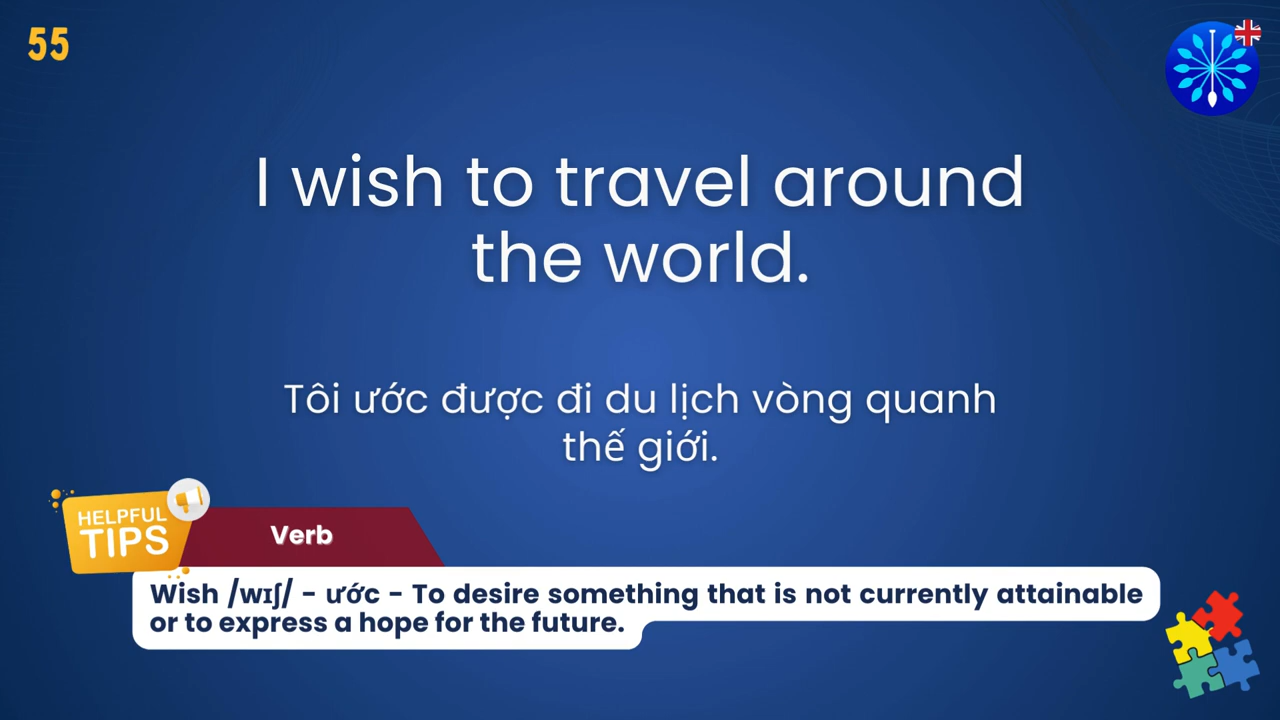 55
I wish to travel around
the world.
Tôi ước được đi du lịch vòng quanh
thế giới.
HELPFUL
TIPS
Verb
Wish /wɪʃ/ - ước - To desire something that is not currently attainable
or to express a hope for the future.